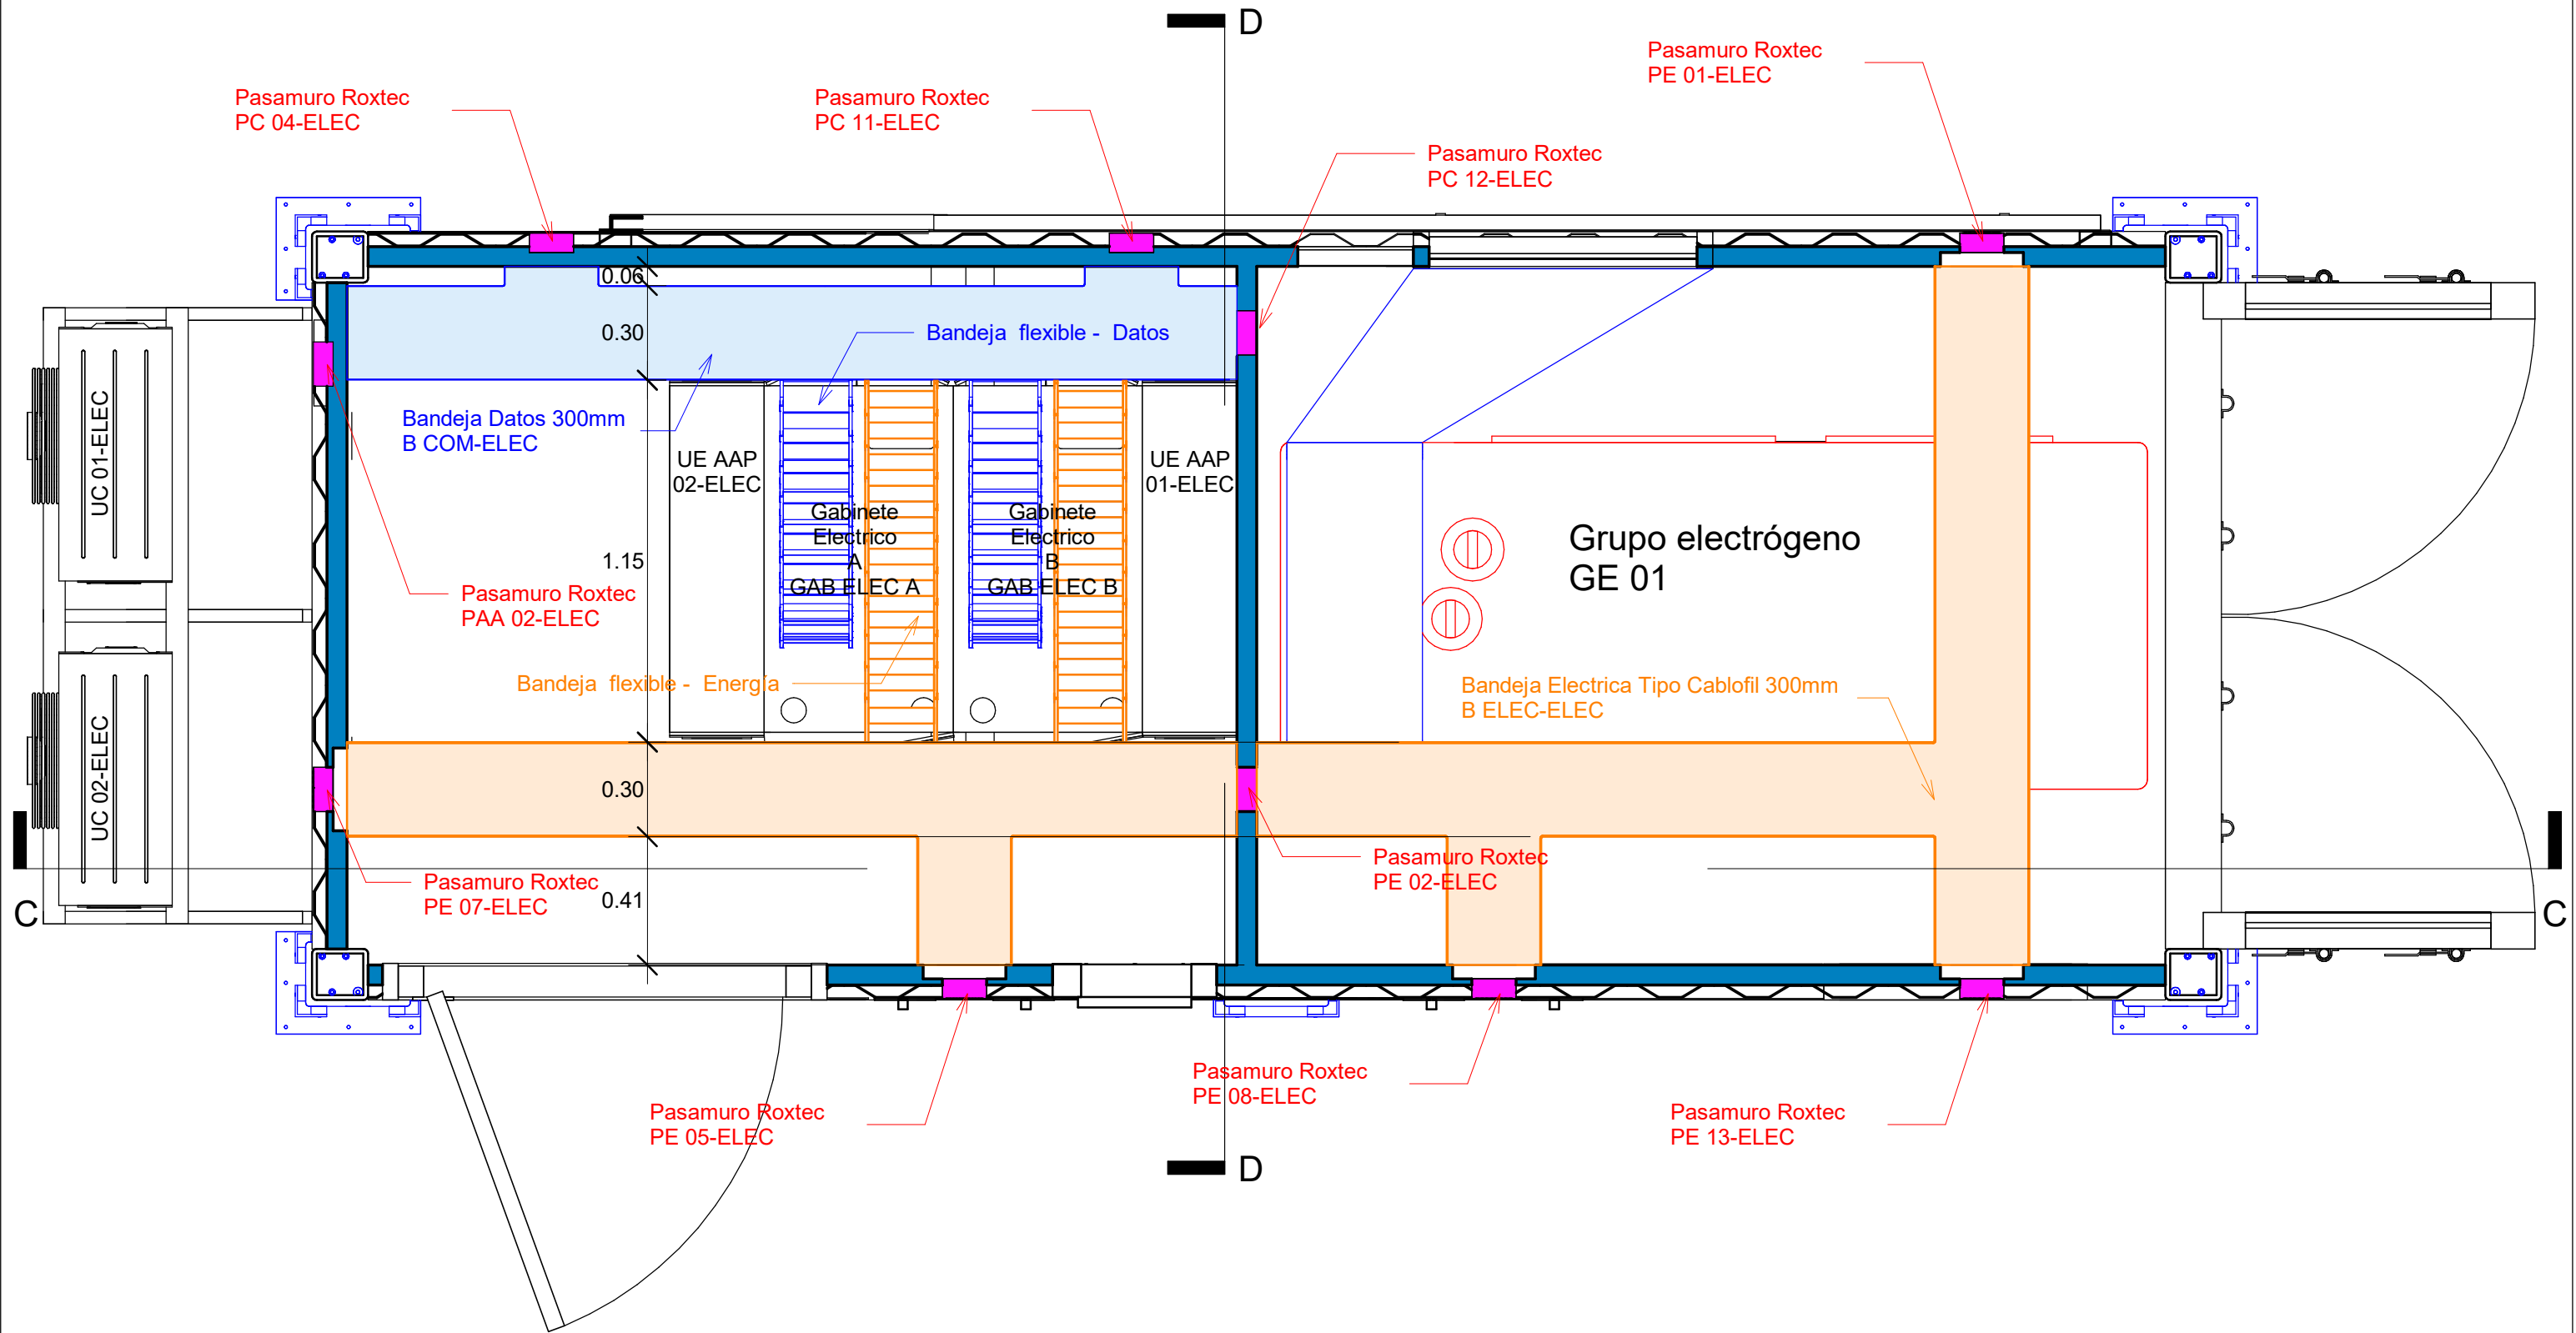 D
Pasamuro Roxtec
PE 01-ELEC
Pasamuro Roxtec
PC 04-ELEC
Pasamuro Roxtec
PC 11-ELEC
Pasamuro Roxtec
PC 12-ELEC
0.06
0.30
Bandeja flexible - Datos
Bandeja Datos 300mm
B COM-ELEC
UC 01-ELEC
UE AAP
02-ELEC
UE AAP
01-ELEC
Gabinete
Electrico
A
GAB ELEC A
Gabinete
Electrico
B
GAB ELEC B
Grupo electrógeno
GE 01
1.15
Pasamuro Roxtec
PAA 02-ELEC
Bandeja flexible - Energía
Bandeja Electrica Tipo Cablofil 300mm
B ELEC-ELEC
UC 02-ELEC
0.30
Pasamuro Roxtec
PE 02-ELEC
Pasamuro Roxtec
PE 07-ELEC
0.41
C
C
Pasamuro Roxtec
PE 08-ELEC
Pasamuro Roxtec
PE 05-ELEC
Pasamuro Roxtec
PE 13-ELEC
D